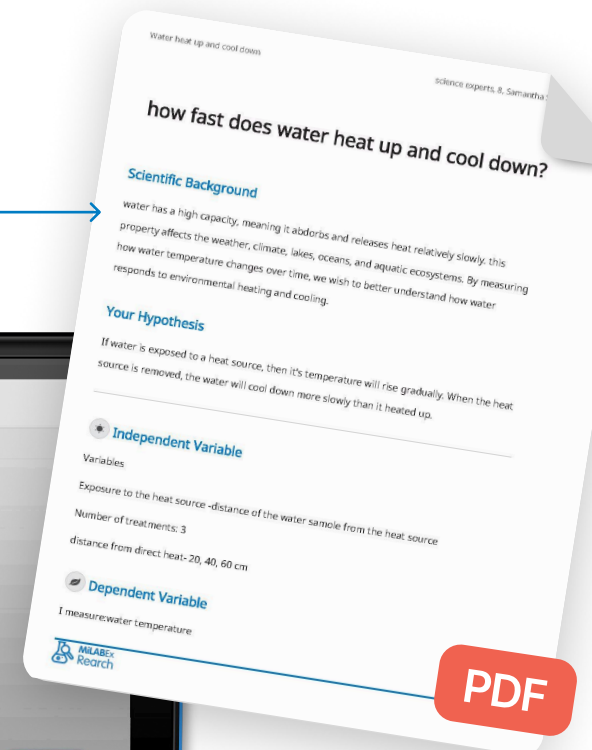 Water heat up and cool down
science experts, 8, Samantha
how fast does water heat up and cool down?
Scientific Background
water has a high capacity, meaning it abdorbs and releases heat relatively slowly. this
property affects the weather, climate, lakes, oceans, and aquatic ecosystems. By measuring
how water temperature changes over time, we wish to better understand how water
responds to environmental heating and cooling.
Your Hypothesis
If water is exposed to a heat source, then it's temperature will rise gradually. When the heat
source is removed, the water will cool down more slowly than it heated up.
Independent Variable
Variables
Exposure to the heat source -distance of the water samole from the heat source
Number of treatments: 3
distance from direct heat- 20, 40, 60 cm
Dependent Variable
I measure:water temperature
MiLABEx
Rearch
PDF